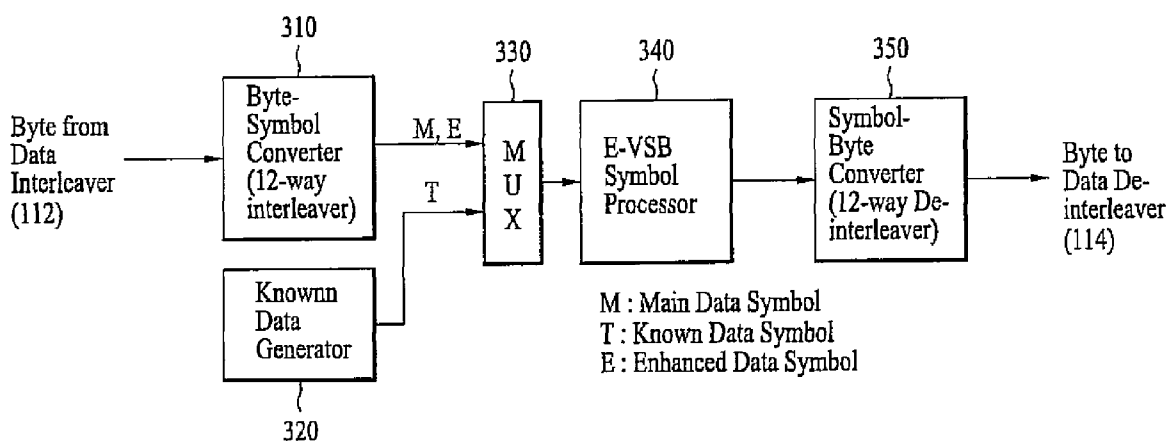 310
330
340
350
Byte from
Data
Interleaver
(112)
Byte-
Symbol
Converter
(12-way
interleaver)
M, E
T
M
U
X
E-VSB
Symbol
Processor
Symbol-
Byte
Converter
(12-way De-
interleaver)
Byte to
Data De-
interleaver
(114)
Knownn
Data
Generator
320
M : Main Data Symbol
T : Known Data Symbol
E : Enhanced Data Symbol